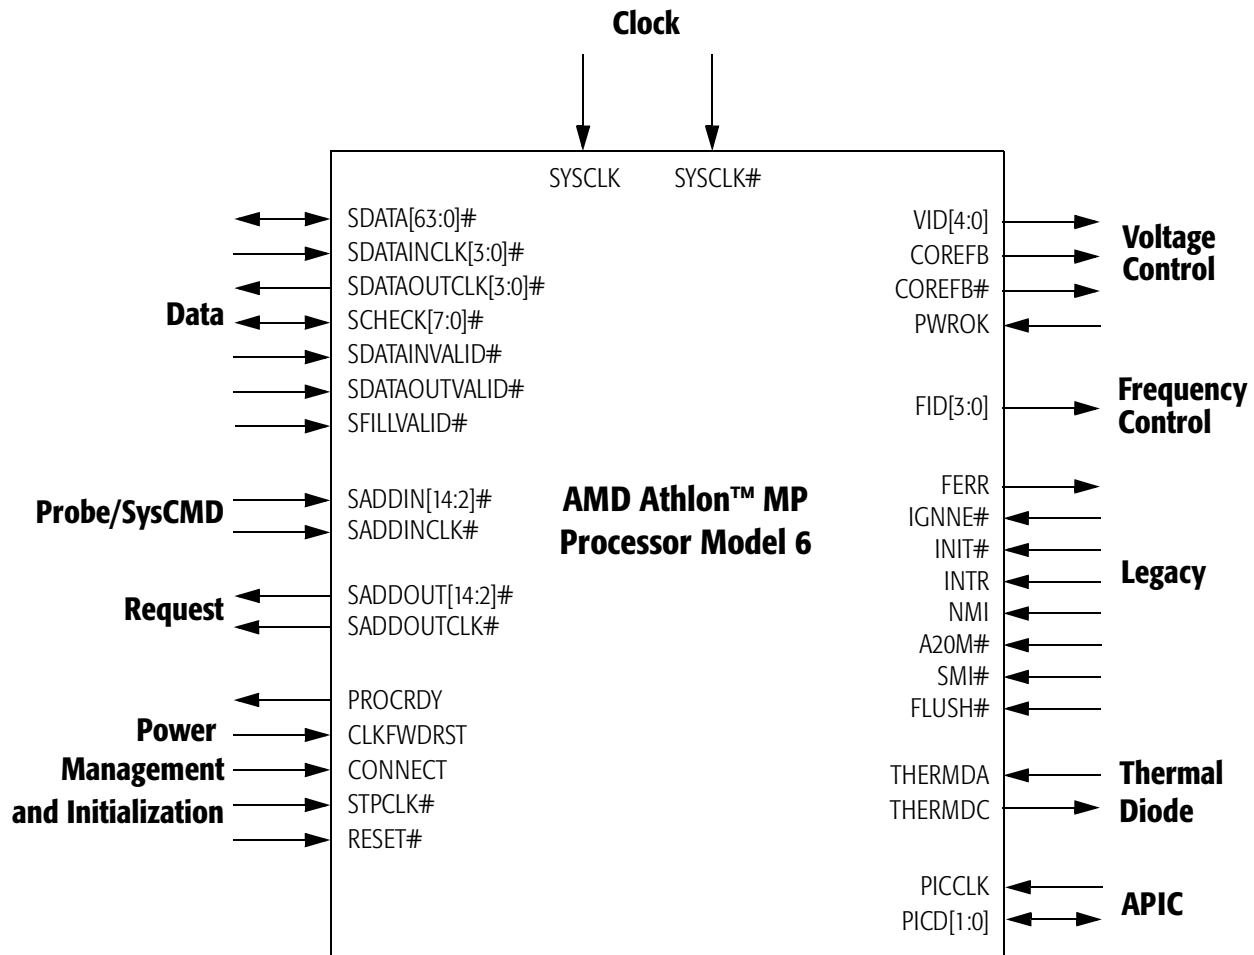 Clock
SYSCLK SYSCLK#
SDATA[63:0]#
SDATAINCLK[3:0]#
SDATAOUTCLK[3:0]#
Data
SCHECK[7:0]#
SDATAINVALID#
SDATAOUTVALID#
SFILLVALID#
Probe/SysCMD
SADDIN[14:2]#
SADDINCLK#
Request
SADDOUT[14:2]#
SADDOUTCLK#
Power
Management
and Initialization
PROCRDY
CLKFWDRST
CONNECT
STPCLK#
RESET#
AMD Athlon™ MP
Processor Model 6
VID[4:0]
COREFB
COREFB#
PWROK
Voltage
Control
FID[3:0]
Frequency
Control
FERR
IGNNE#
INIT#
INTR
NMI
A20M#
SMI#
FLUSH#
Legacy
THERMDA
THERMDC
Thermal
Diode
PICCLK
PICD[1:0]
APIC